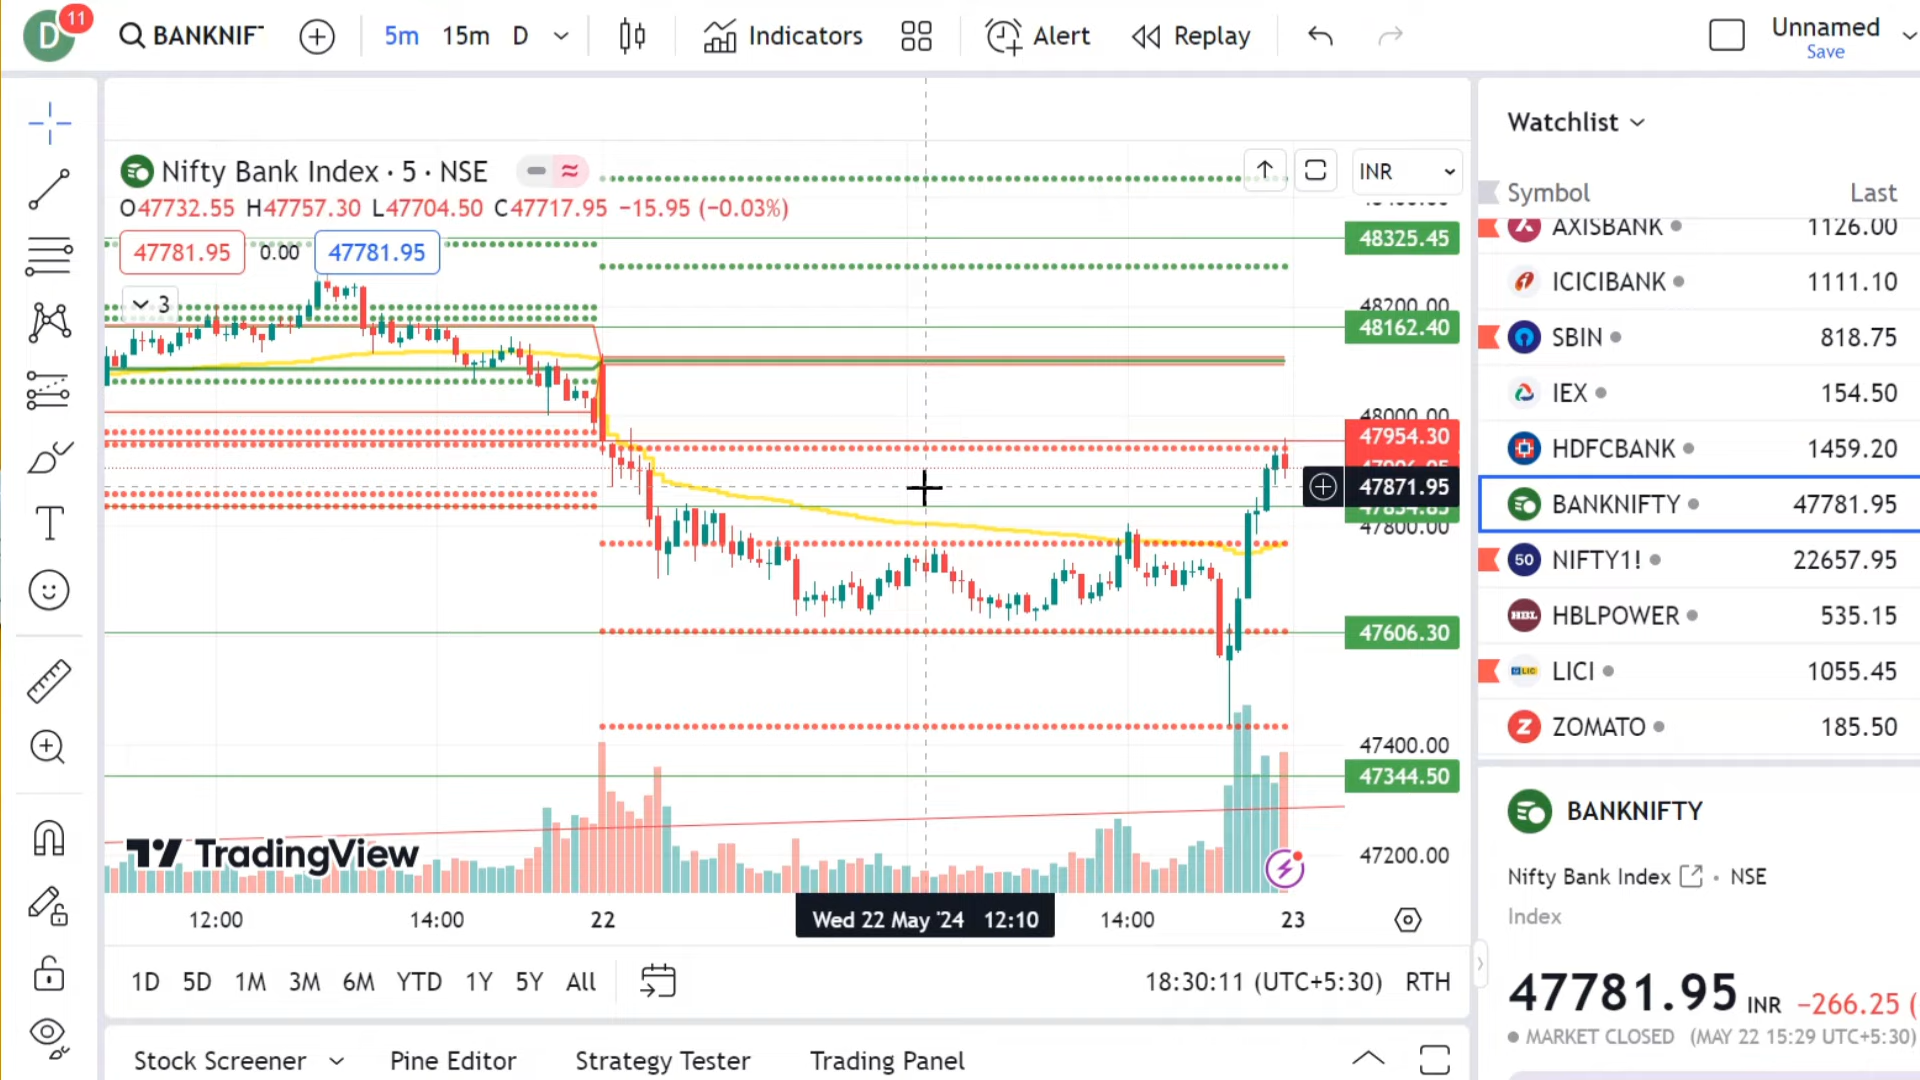 D 11 BANKNIF 5m 15m D Indicators Alert Replay Unnamed
Save
Nifty Bank Index · 5 · NSE
O47732.55 H47757.30 L47704.50 C47717.95 −15.95 (−0.03%)
47781.95 0.00 47781.95
3
INR
48325.45
48200.00
48162.40
48000.00
47954.30
47871.95
47800.00
47606.30
47400.00
47344.50
47200.00
TradingView
12:00 14:00 22 Wed 22 May '24 12:10 14:00 23
1D 5D 1M 3M 6M YTD 1Y 5Y All 18:30:11 (UTC+5:30) RTH
Stock Screener Pine Editor Strategy Tester Trading Panel
Watchlist
Symbol Last
AXISBANK 1126.00
ICICIBANK 1111.10
SBIN 818.75
IEX 154.50
HDFCBANK 1459.20
BANKNIFTY 47781.95
50 NIFTY1! 22657.95
HBL HBLPOWER 535.15
LIC LICI 1055.45
Z ZOMATO 185.50
BANKNIFTY
Nifty Bank Index • NSE
Index
47781.95 INR −266.25 (
MARKET CLOSED (MAY 22 15:29 UTC+5:30)